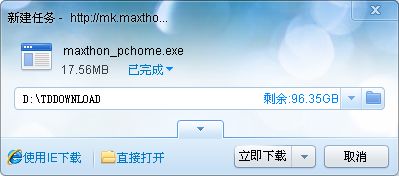 新建任务 - http://mk.maxtho...
maxthon_pchome.exe
17.56MB 已完成
D:\TDDOWNLOAD 剩余:96.35GB
使用IE下载 直接打开 立即下载 取消